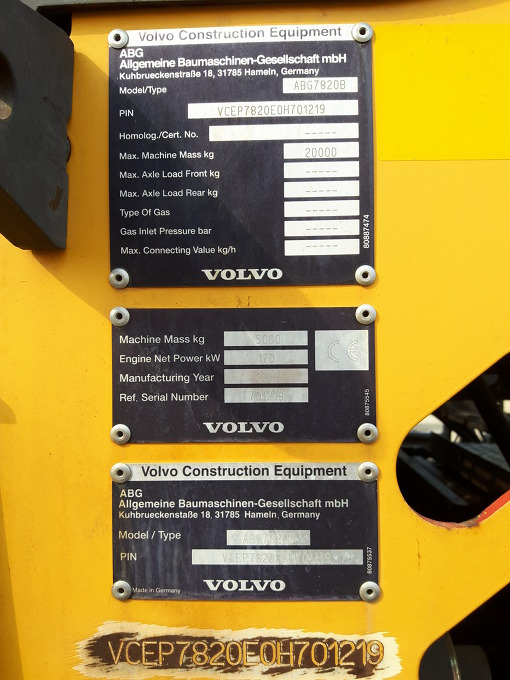 Volvo Construction Equipment
ABG
Allgemeine Baumaschinen-Gesellschaft mbH
Kuhbrueckenstraße 18, 31785 Hameln, Germany
Model/Type ABG7820B
PIN VCEP7820E0H701219
Homolog./Cert. No. -----
Max. Machine Mass kg 20000
Max. Axle Load Front kg -----
Max. Axle Load Rear kg -----
Type Of Gas -----
Gas Inlet Pressure bar -----
Max. Connecting Value kg/h -----
80887474
VOLVO
Machine Mass kg
Engine Net Power kW 170
Manufacturing Year
Ref. Serial Number 701219
CE
80875545
VOLVO
Volvo Construction Equipment
ABG
Allgemeine Baumaschinen-Gesellschaft mbH
Kuhbrueckenstraße 18, 31785 Hameln, Germany
Model / Type
PIN
80875537
Made in Germany
VOLVO
VCEP7820E0H701219